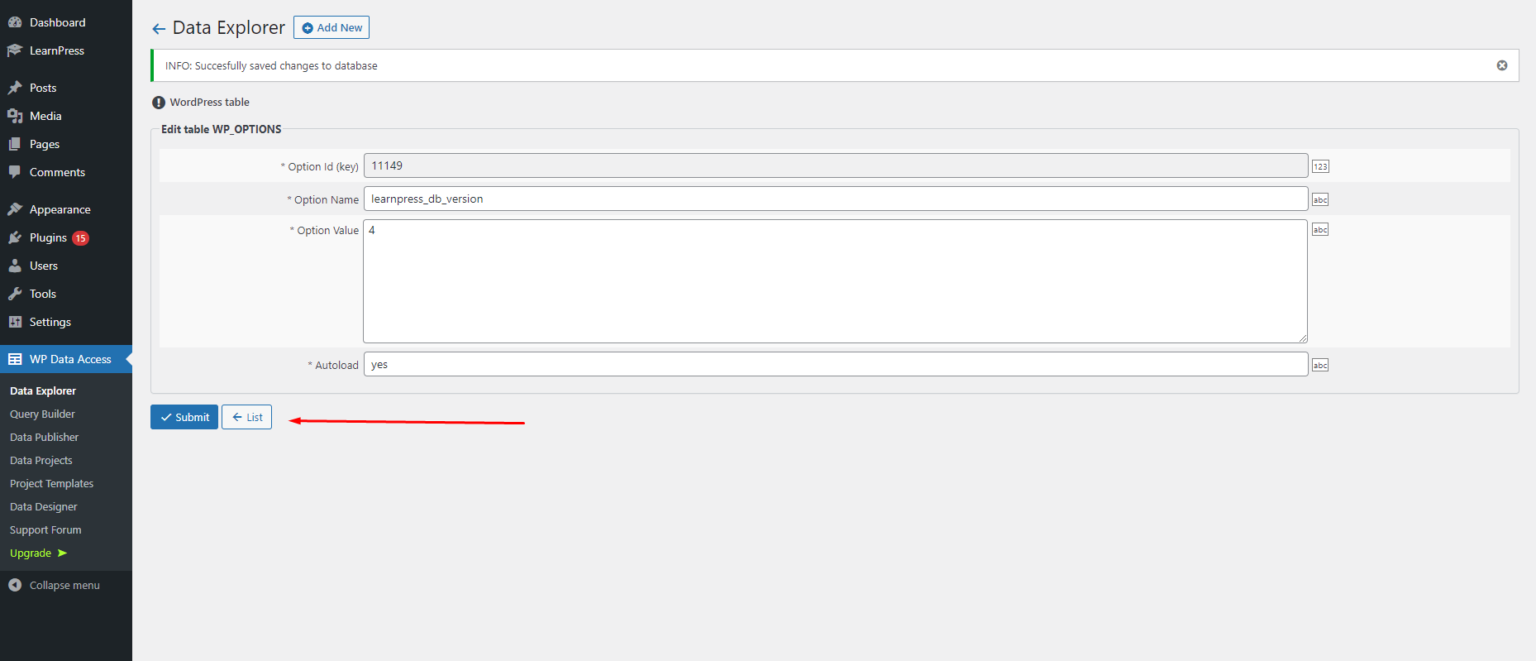 Dashboard
LearnPress
Posts
Media
Pages
Comments
Appearance
Plugins 15
Users
Tools
Settings
WP Data Access
Data Explorer
Query Builder
Data Publisher
Data Projects
Project Templates
Data Designer
Support Forum
Upgrade
Collapse menu
Data Explorer Add New
INFO: Succesfully saved changes to database
WordPress table
Edit table WP_OPTIONS
* Option Id (key) 11149 123
* Option Name learnpress_db_version abc
* Option Value 4 abc
* Autoload yes abc
Submit List